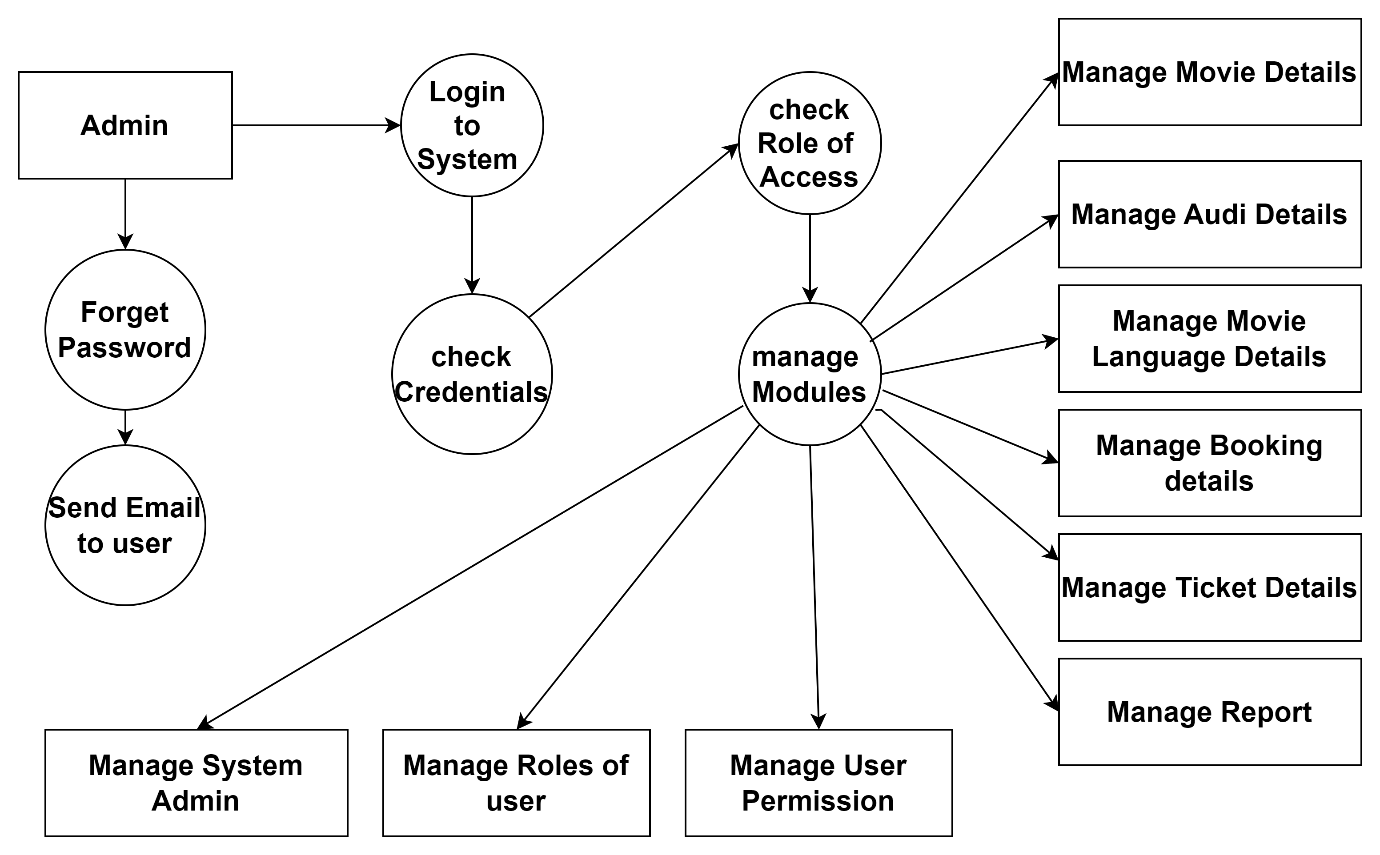 Admin
Login
to
System
check
Role of
Access
Manage Movie Details
Manage Audi Details
Forget
Password
check
Credentials
manage
Modules
Manage Movie
Language Details
Manage Booking
details
Send Email
to user
Manage Ticket Details
Manage Report
Manage System
Admin
Manage Roles of
user
Manage User
Permission